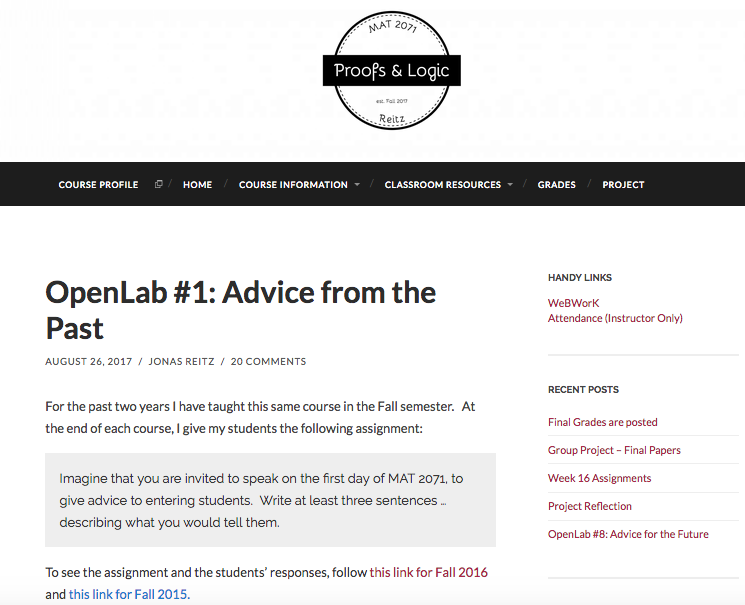 MAT 2071
Proofs & Logic
est. Fall 2017
Reitz
COURSE PROFILE / HOME / COURSE INFORMATION / CLASSROOM RESOURCES / GRADES / PROJECT
OpenLab #1: Advice from the
Past
AUGUST 26, 2017 / JONAS REITZ / 20 COMMENTS
For the past two years I have taught this same course in the Fall semester. At
the end of each course, I give my students the following assignment:
Imagine that you are invited to speak on the first day of MAT 2071, to
give advice to entering students. Write at least three sentences …
describing what you would tell them.
To see the assignment and the students’ responses, follow this link for Fall 2016
and this link for Fall 2015.
HANDY LINKS
WeBWorK
Attendance (Instructor Only)
RECENT POSTS
Final Grades are posted
Group Project – Final Papers
Week 16 Assignments
Project Reflection
OpenLab #8: Advice for the Future